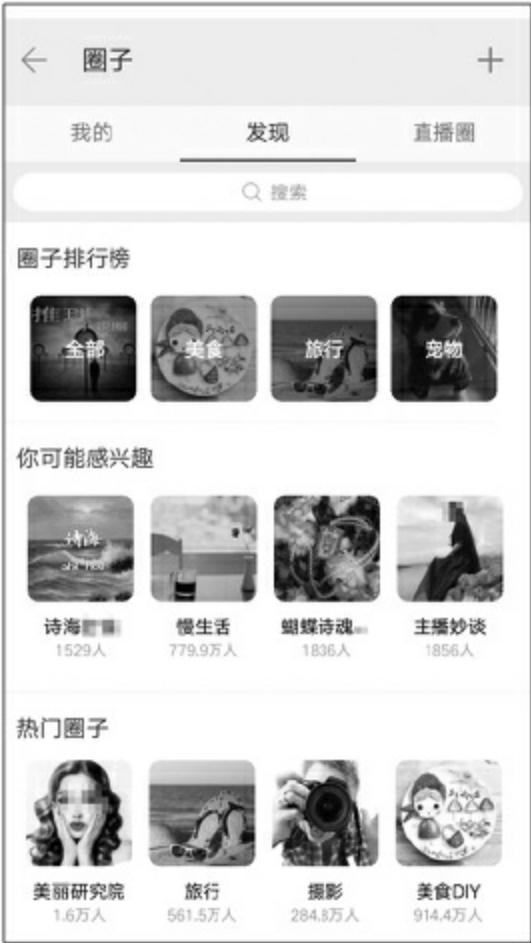 圈子
我的 发现 直播圈
搜索
圈子排行榜
全部 美食 旅行 宠物
你可能感兴趣
诗海
诗海 慢生活 蝴蝶诗魂 主播妙谈
1529人 779.9万人 1836人 1856人
热门圈子
美丽研究院 旅行 摄影 美食DIY
1.6万人 561.5万人 284.8万人 914.4万人